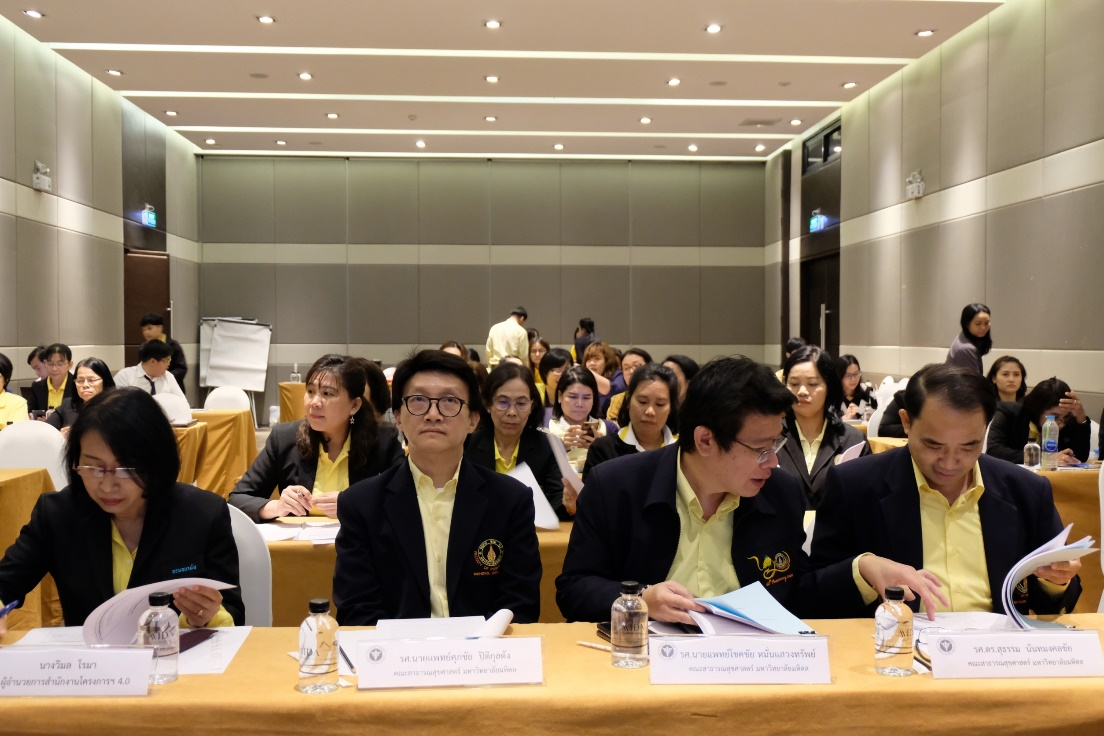 นางวิมล โรมา
ผู้อำนวยการสำนักงานโครงการฯ 4.0
รศ.นายแพทย์ศุภชัย ปิติกุลตัง
คณะสาธารณสุขศาสตร์ มหาวิทยาลัยมหิดล
รศ.นายแพทย์โชคชัย หมั่นแสวงทรัพย์
คณะสาธารณสุขศาสตร์ มหาวิทยาลัยมหิดล
รศ.ดร.สุธรรม นันทมงคลชัย
คณะสาธารณสุขศาสตร์ มหาวิทยาลัยมหิดล